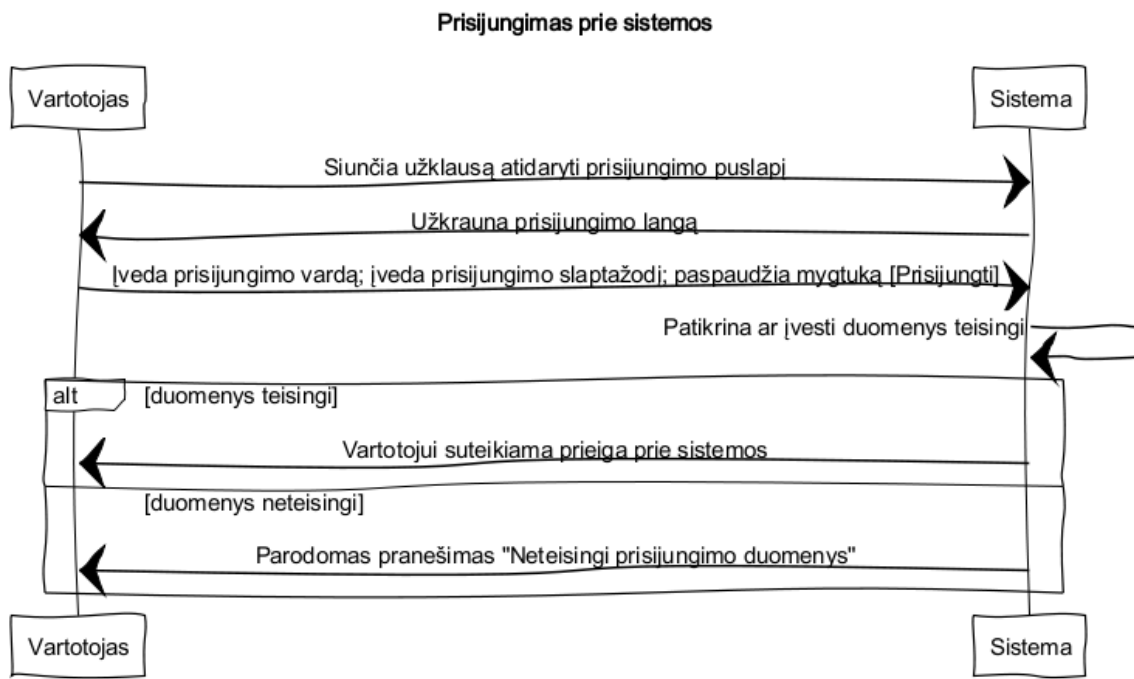 Prisijungimas prie sistemos
Vartotojas
Sistema
Siunčia užklausą atidaryti prisijungimo puslapį
Užkrauna prisijungimo langą
Įveda prisijungimo vardą; įveda prisijungimo slaptažodį; paspaudžia mygtuką [Prisijungti]
Patikrina ar įvesti duomenys teisingi
alt [duomenys teisingi]
Vartotojui suteikiama prieiga prie sistemos
[duomenys neteisingi]
Parodomas pranešimas "Neteisingi prisijungimo duomenys"
Vartotojas
Sistema